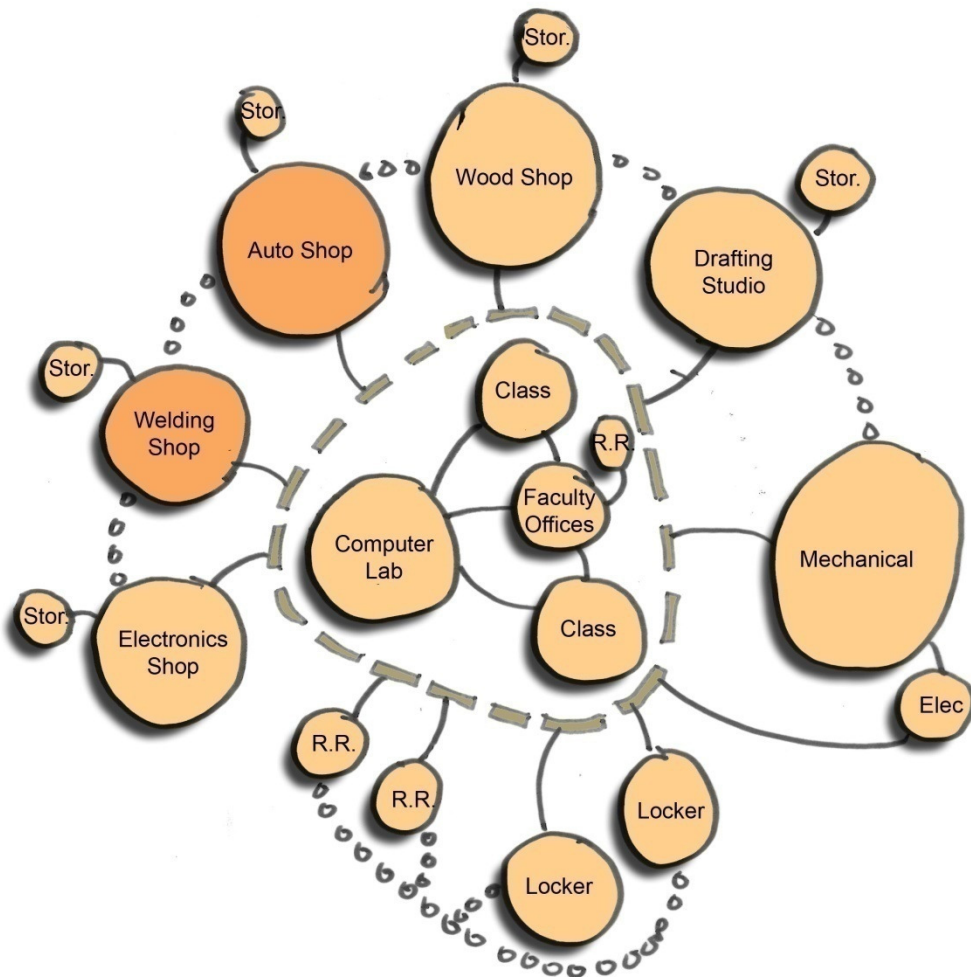 Stor.
Stor.
Wood Shop
Stor.
Auto Shop
Drafting
Studio
Stor.
Class
Welding
Shop
R.R.
Faculty
Offices
Computer
Lab
Mechanical
Stor.
Electronics
Shop
Class
Elec
R.R.
R.R.
Locker
Locker